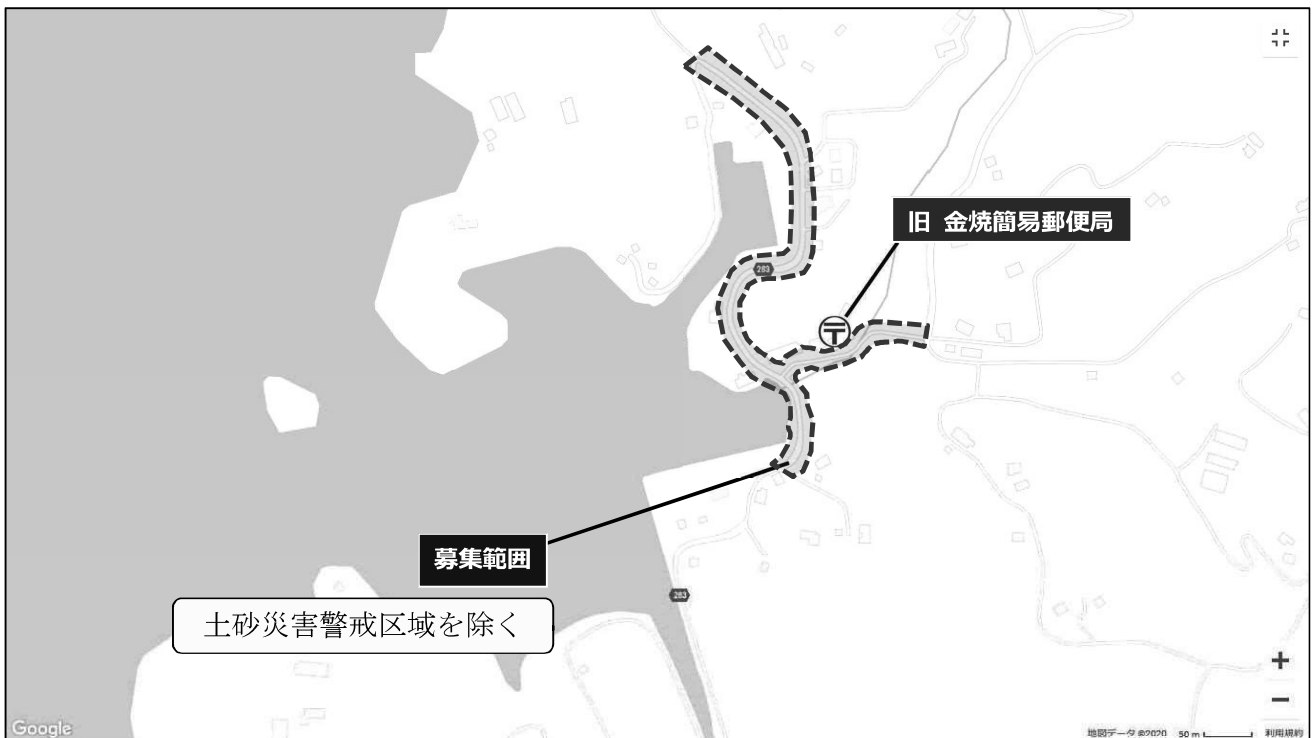 283
旧 金焼簡易郵便局
〒
募集範囲
283
土砂災害警戒区域を除く
+
−
Google
地図データ ©2020 50 m 利用規約